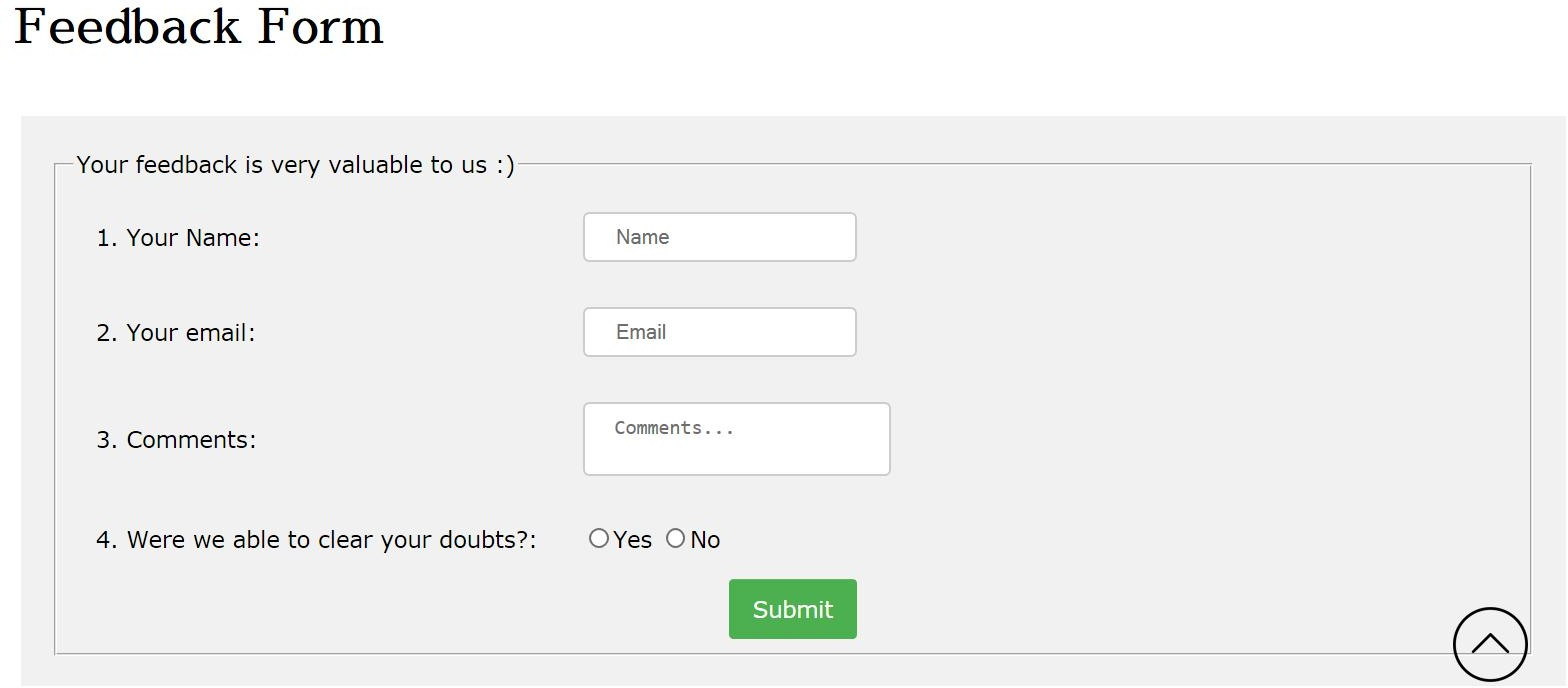 Feedback Form
Your feedback is very valuable to us :)
1. Your Name:
Name
2. Your email:
Email
3. Comments:
Comments...
4. Were we able to clear your doubts?:
Yes No
Submit